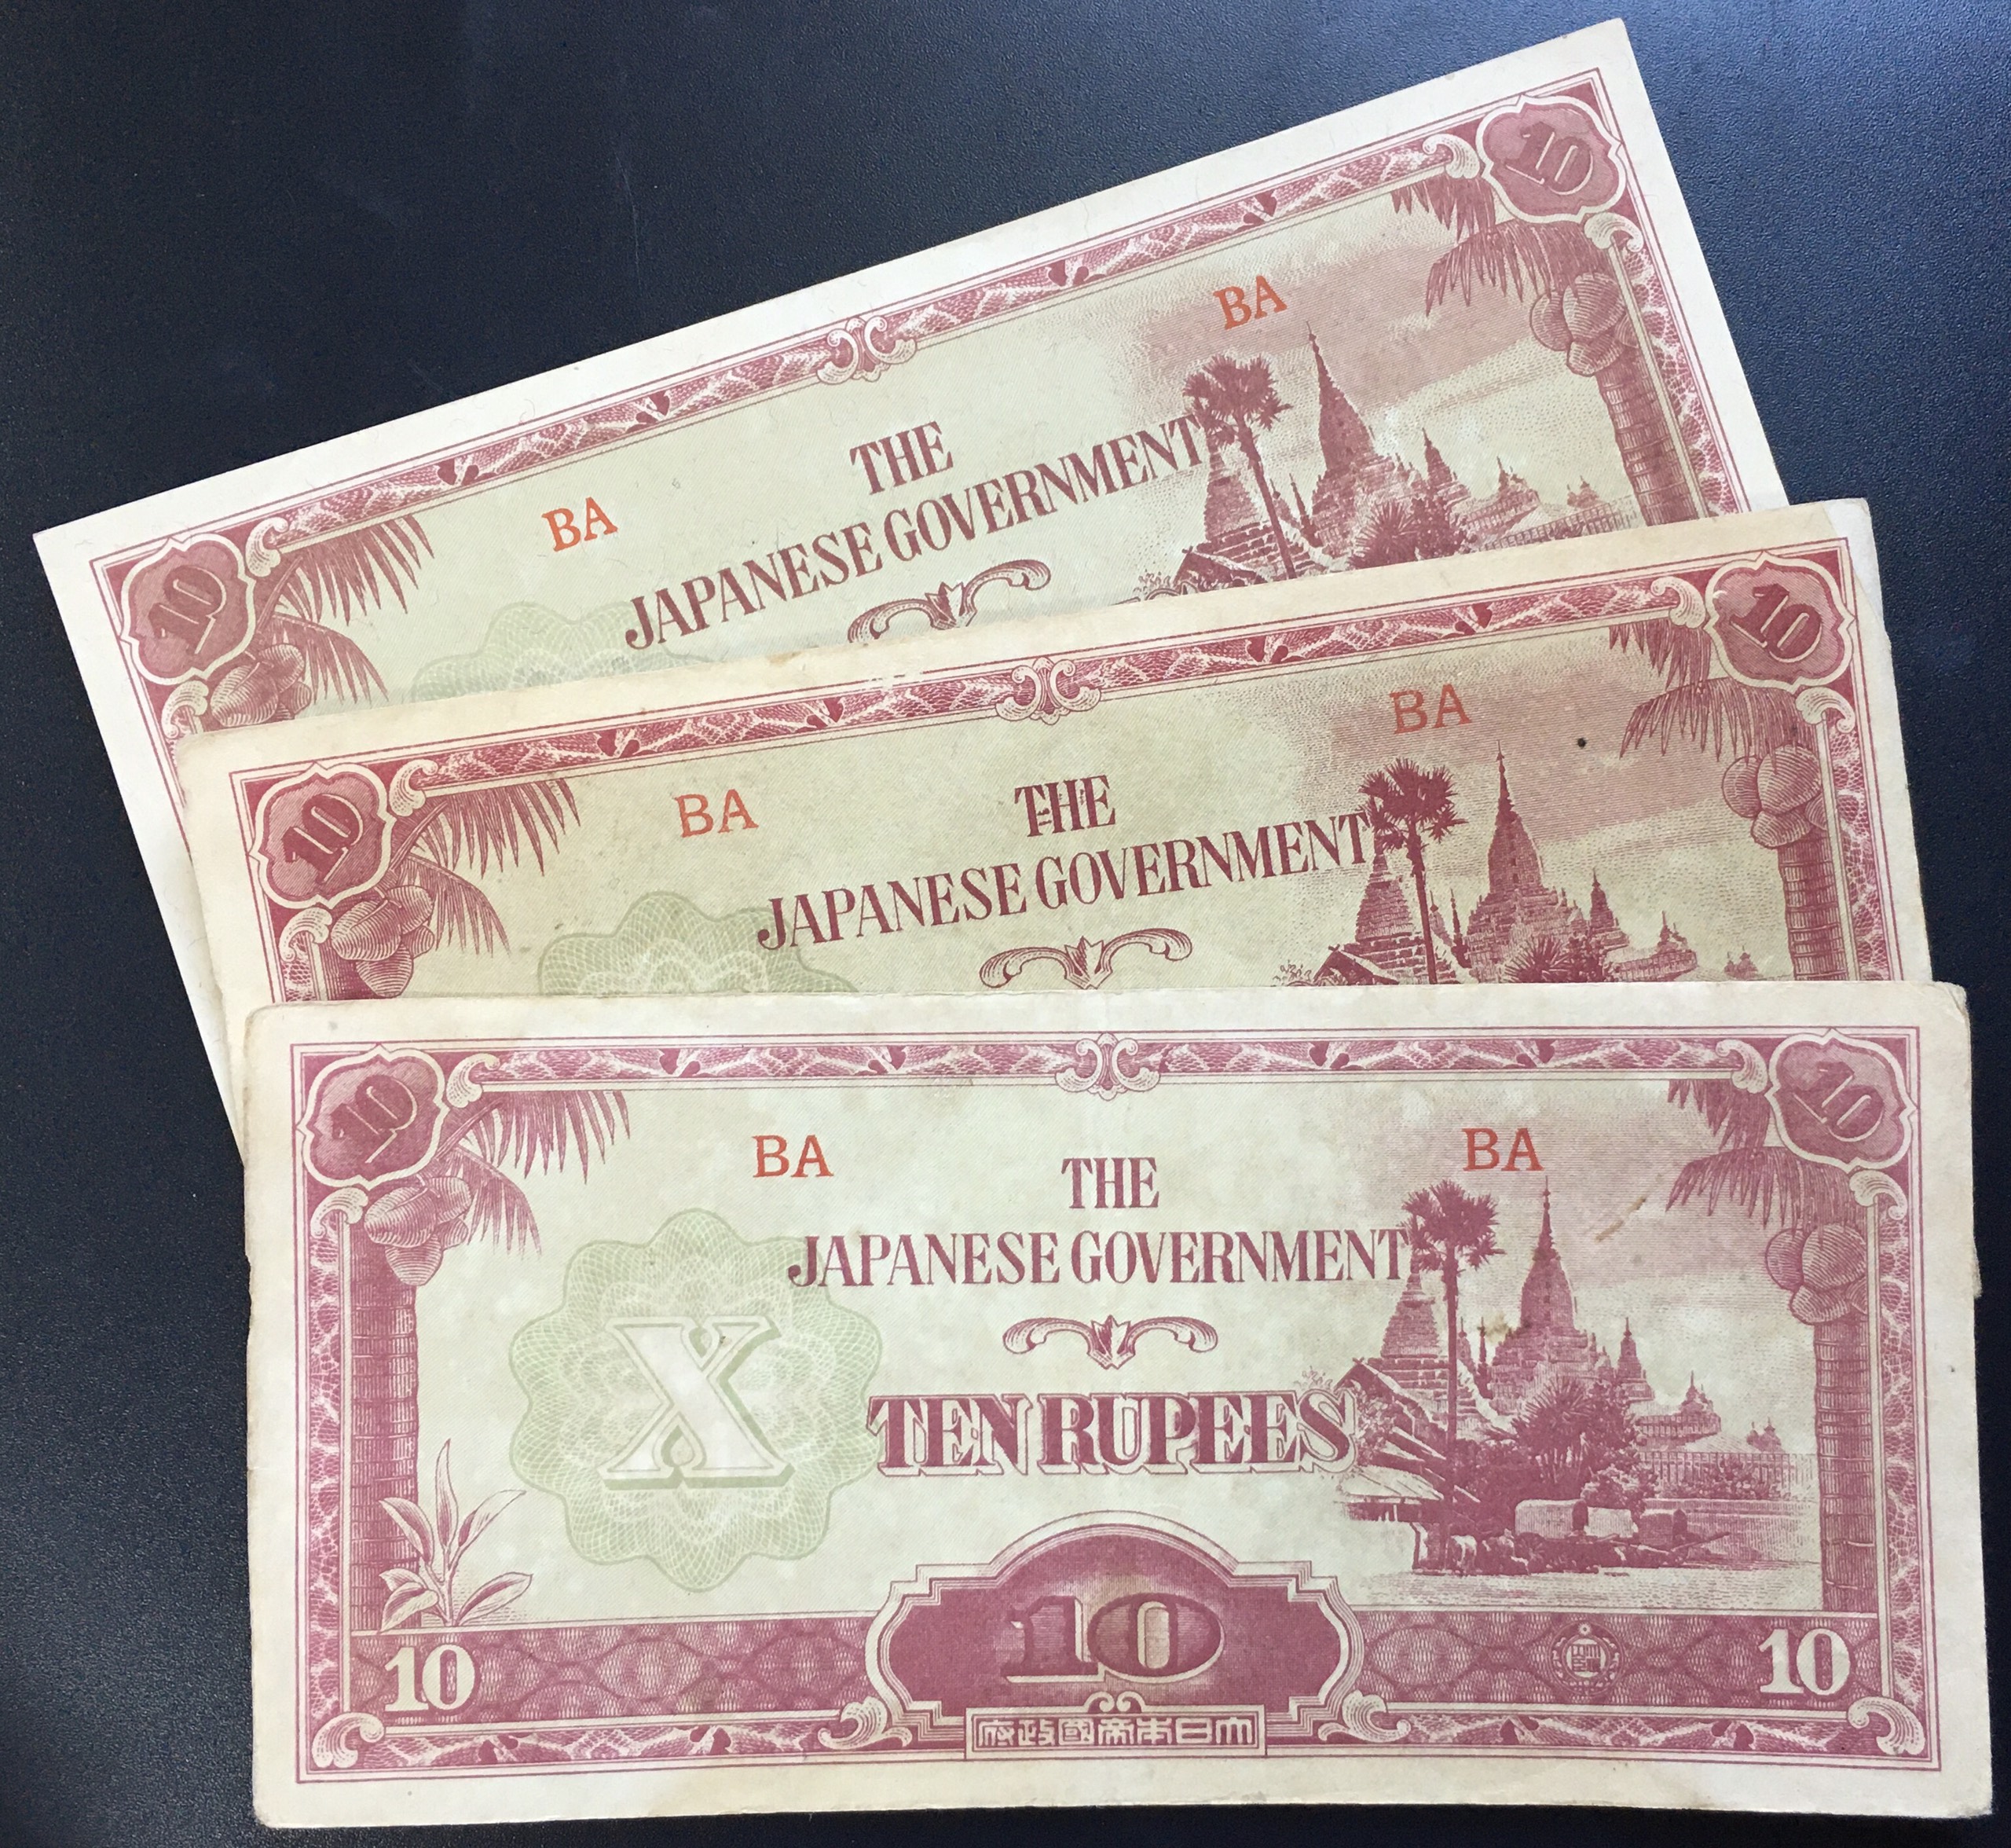 10
BA
BA
10
THE
JAPANESE GOVERNMENT
10
BA
BA
10
THE
JAPANESE GOVERNMENT
10
BA
BA
10
THE
JAPANESE GOVERNMENT
X
TEN RUPEES
10
10
10
大日本帝國政府